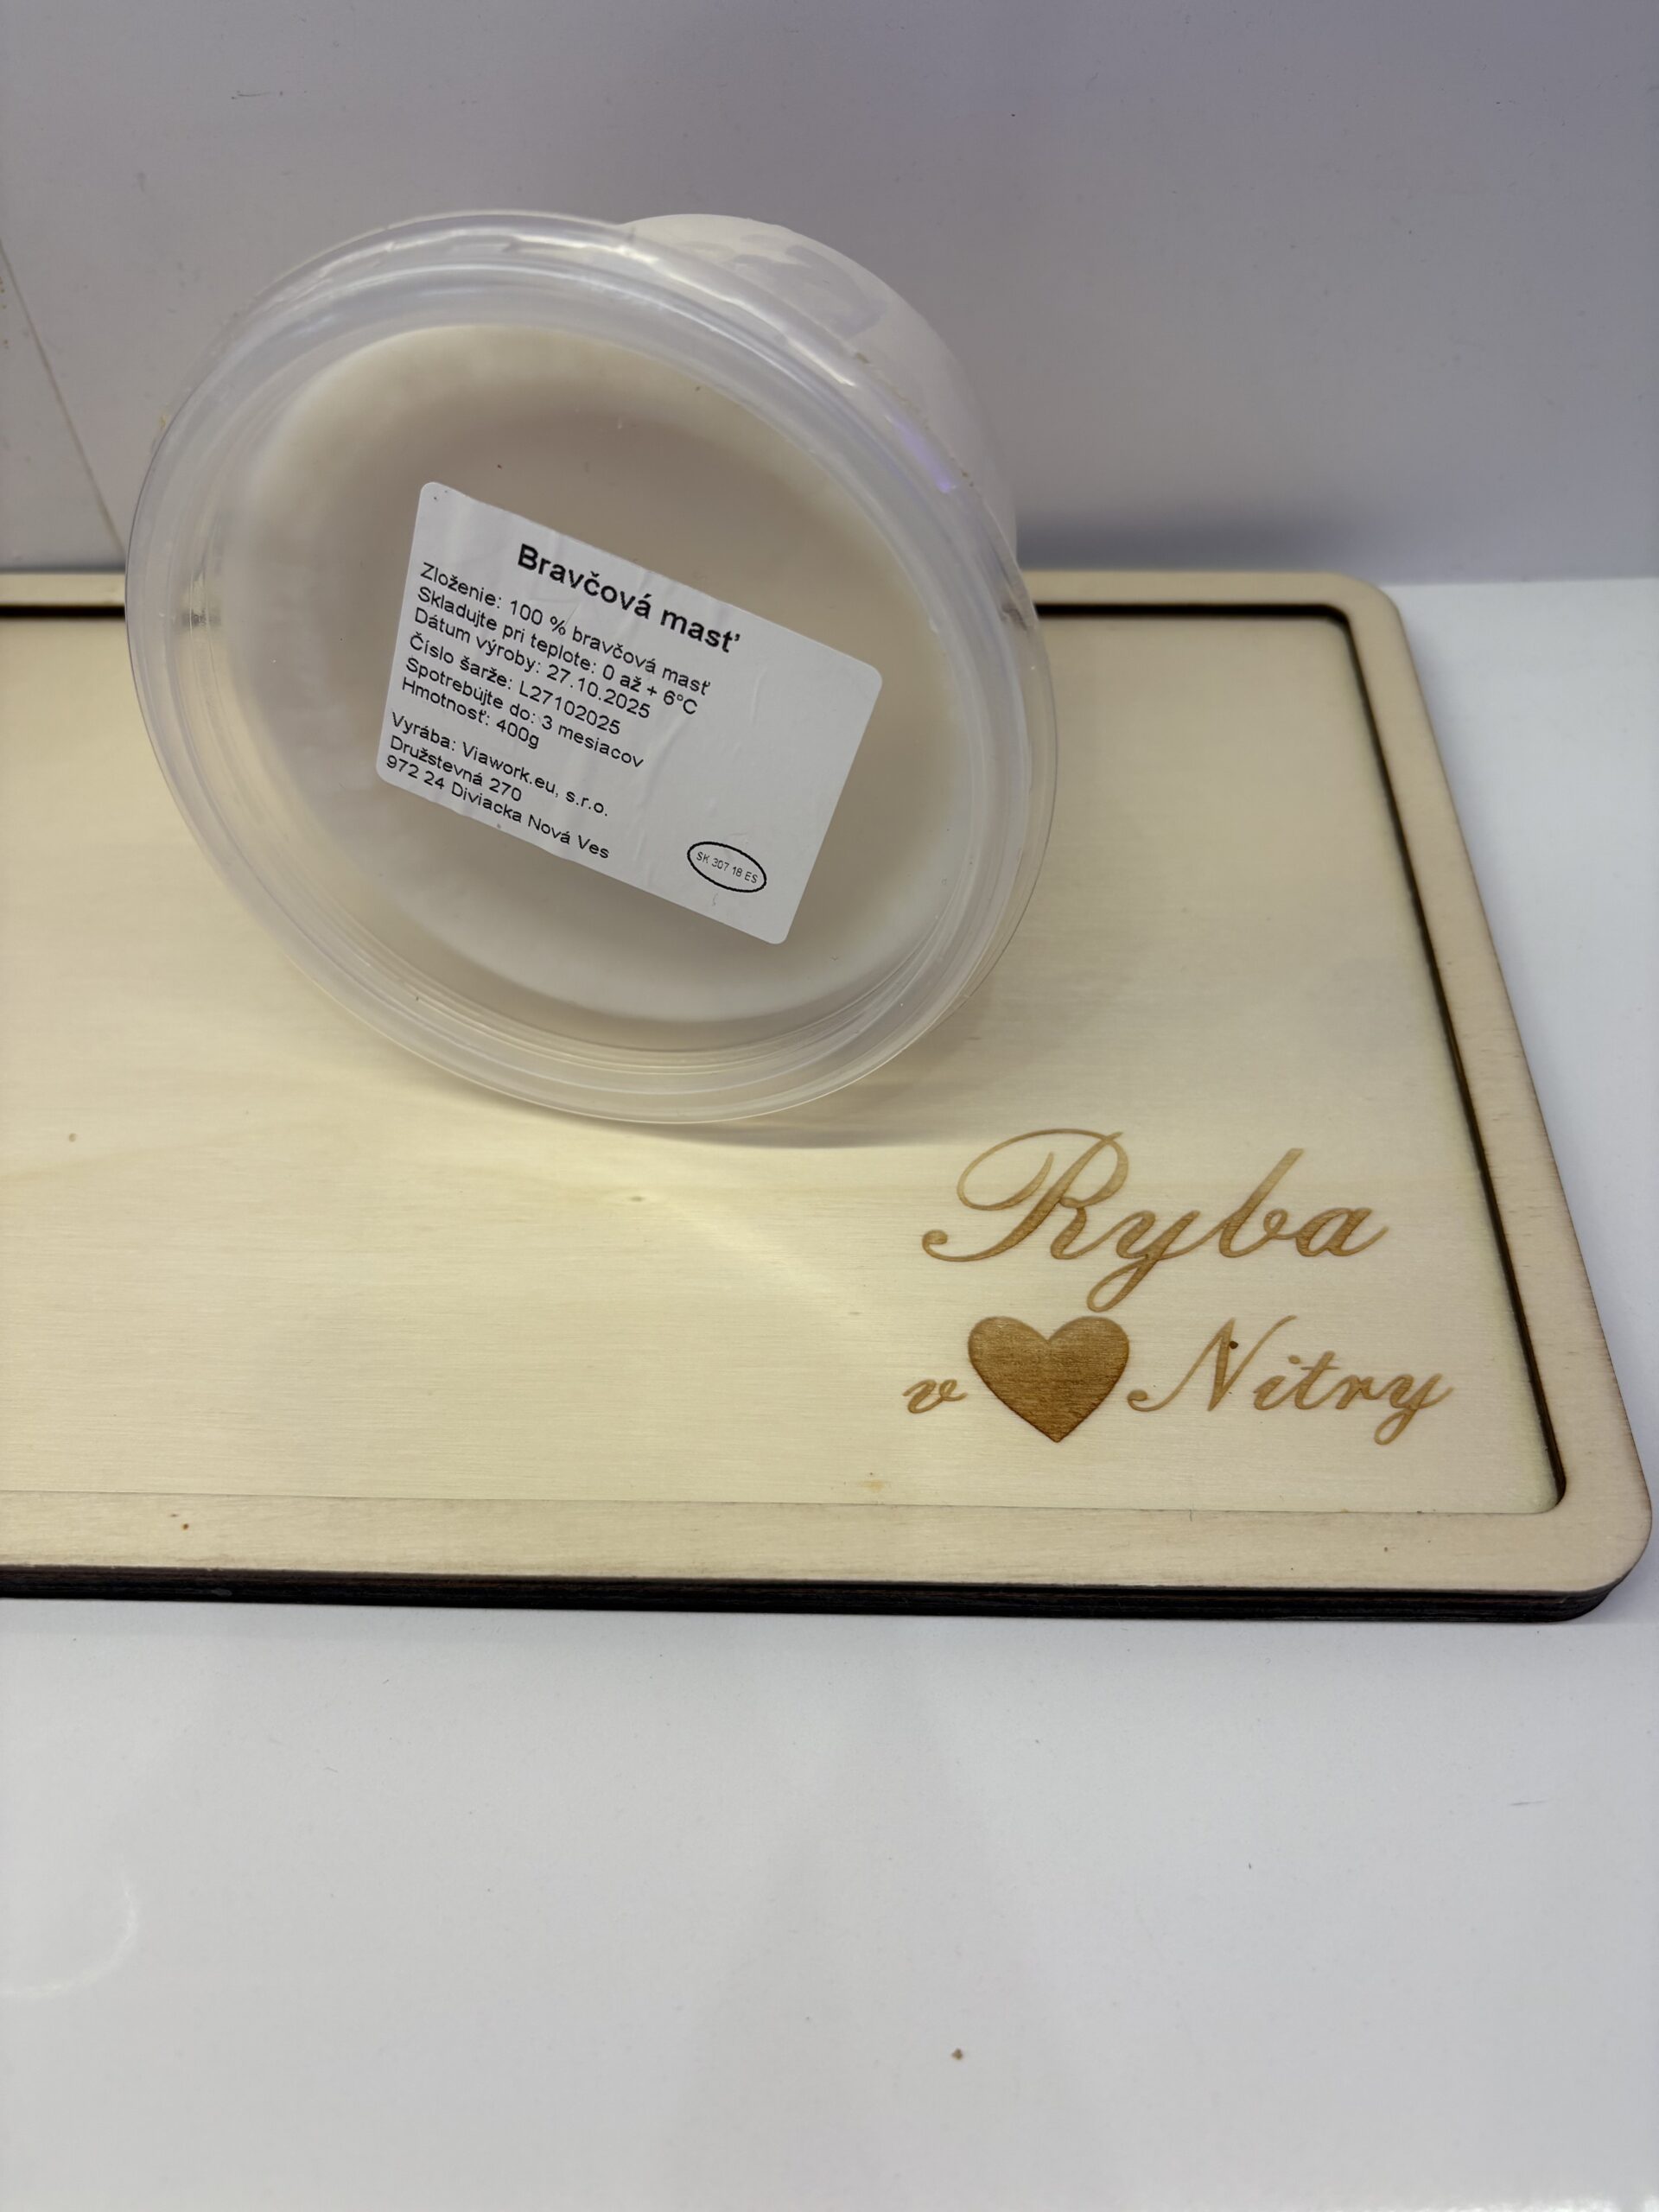 Bravčová masť
Zloženie: 100 % bravčová masť
Skladujte pri teplote: 0 až + 6°C
Dátum výroby: 27.10.2025
Číslo šarže: L27102025
Spotrebujte do: 3 mesiacov
Hmotnosť: 400g
Vyrába: Viawork.eu, s.r.o.
Družstevná 270
972 24 Diviacka Nová Ves
SK 307 18 ES
Ryba
v Nitry